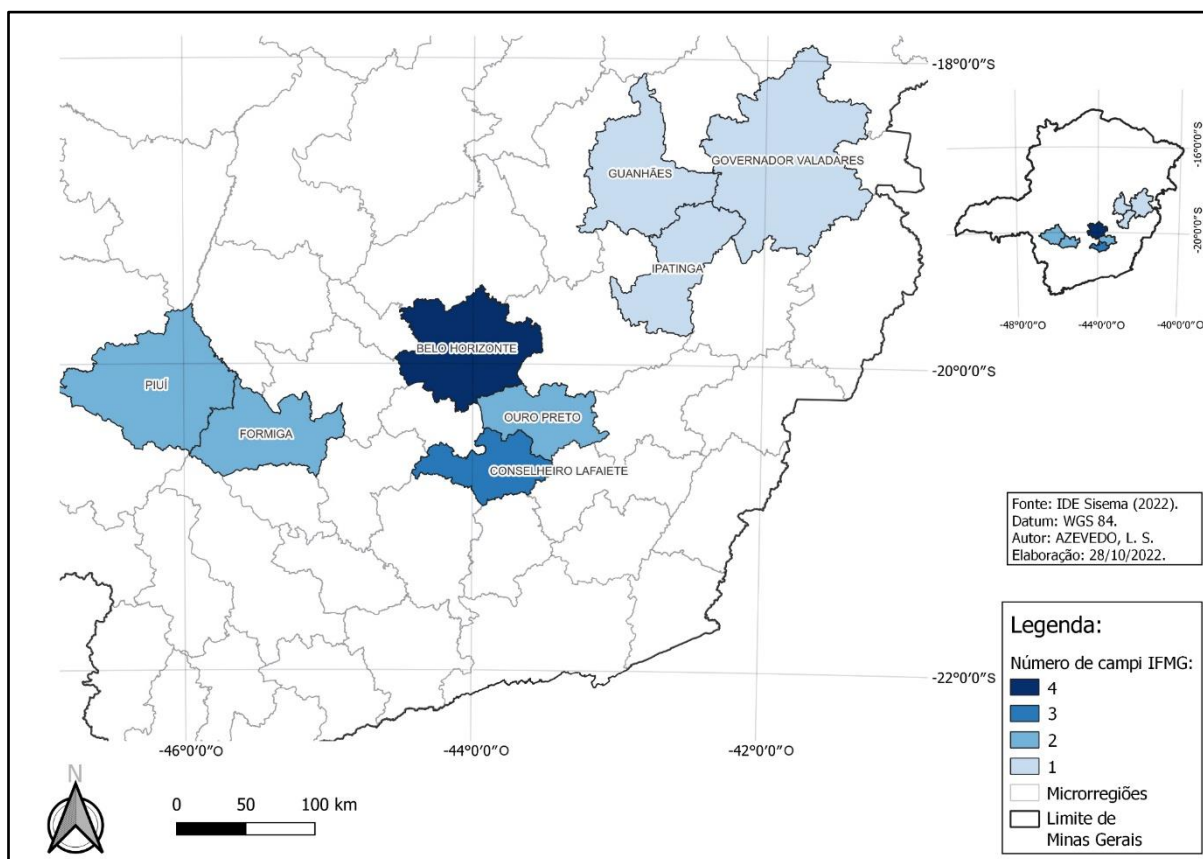 -18°0'0"S
GUANHÃES
GOVERNADOR VALADARES
IPATINGA
BELO HORIZONTE
-20°0'0"S
PIUÍ
FORMIGA
OURO PRETO
CONSELHEIRO LAFAIETE
-22°0'0"S
-46°0'0"O
-44°0'0"O
-42°0'0"O
N
0 50 100 km
-16°0'0"S
-20°0'0"S
-48°0'0"O
-44°0'0"O
-40°0'0"O
Fonte: IDE Sisema (2022).
Datum: WGS 84.
Autor: AZEVEDO, L. S.
Elaboração: 28/10/2022.
Legenda:
Número de campi IFMG:
4
3
2
1
Microrregiões
Limite de
Minas Gerais